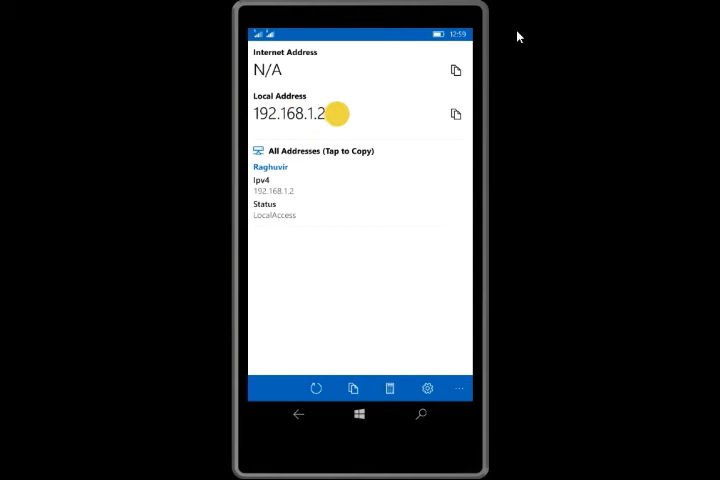 12:59
Internet Address
N/A
Local Address
192.168.1.2
All Addresses (Tap to Copy)
Raghuvir
Ipv4
192.168.1.2
Status
LocalAccess